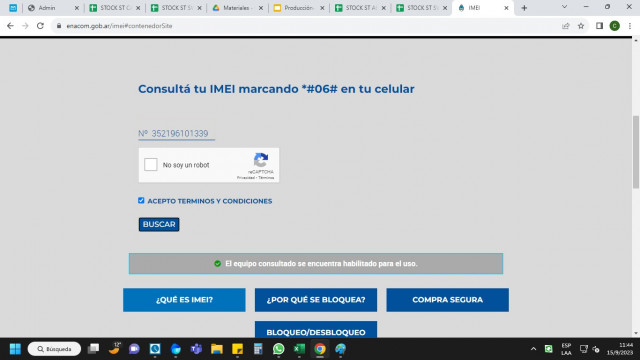 Admin
STOCK ST
STOCK ST
Materiales
Producción
STOCK ST
STOCK ST
IMEI
enacom.gob.ar/imei#contenedorSite
C
Consultá tu IMEI marcando *#06# en tu celular
Nº 352196101339
No soy un robot
reCAPTCHA
Privacidad - Términos
ACEPTO TERMINOS Y CONDICIONES
BUSCAR
El equipo consultado se encuentra habilitado para el uso.
¿QUÉ ES IMEI?
¿POR QUÉ SE BLOQUEA?
COMPRA SEGURA
BLOQUEO/DESBLOQUEO
Búsqueda
12°
ESP
LAA
11:44
15/9/2023